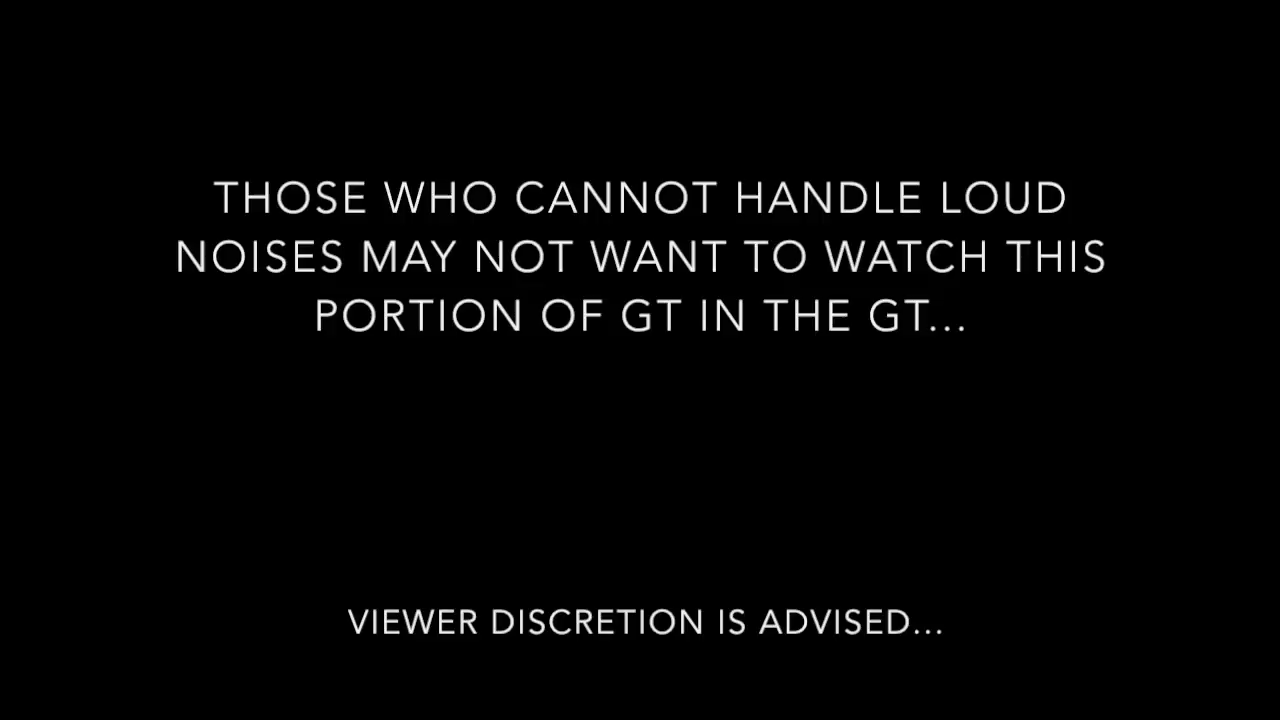 THOSE WHO CANNOT HANDLE LOUD
NOISES MAY NOT WANT TO WATCH THIS
PORTION OF GT IN THE GT...
VIEWER DISCRETION IS ADVISED...